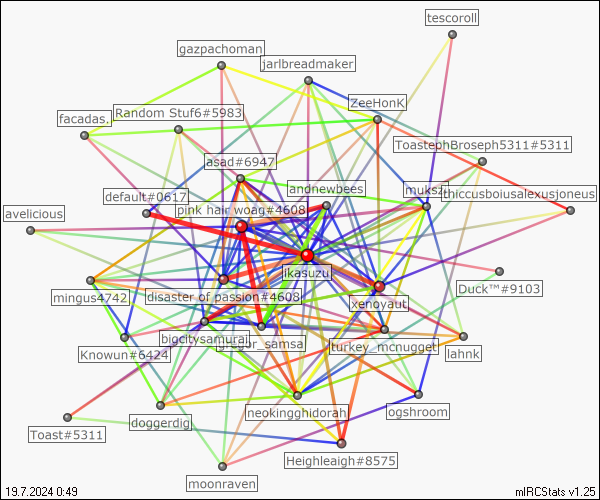 tescoroll
gazpachoman
jarlbreadmaker
ZeeHonK
facadas.
Random Stuf6#5983
ToastephBroseph5311#5311
asad#6947
andnewbees
muksz
thiccusboiusalexusjoneus
default#0617
pink hair woag#4608
avelicious
ikasuzu
Duck™#9103
mingus4742
disaster of passion#4608
xenoyaut
bigcitysamurai
gregor_samsa
turkey_mcnugget
lahnk
Knowun#6424
neokingghidorah
ogshroom
doggerdig
Toast#5311
Heighleaigh#8575
moonraven
19.7.2024 0:49
mIRCStats v1.25